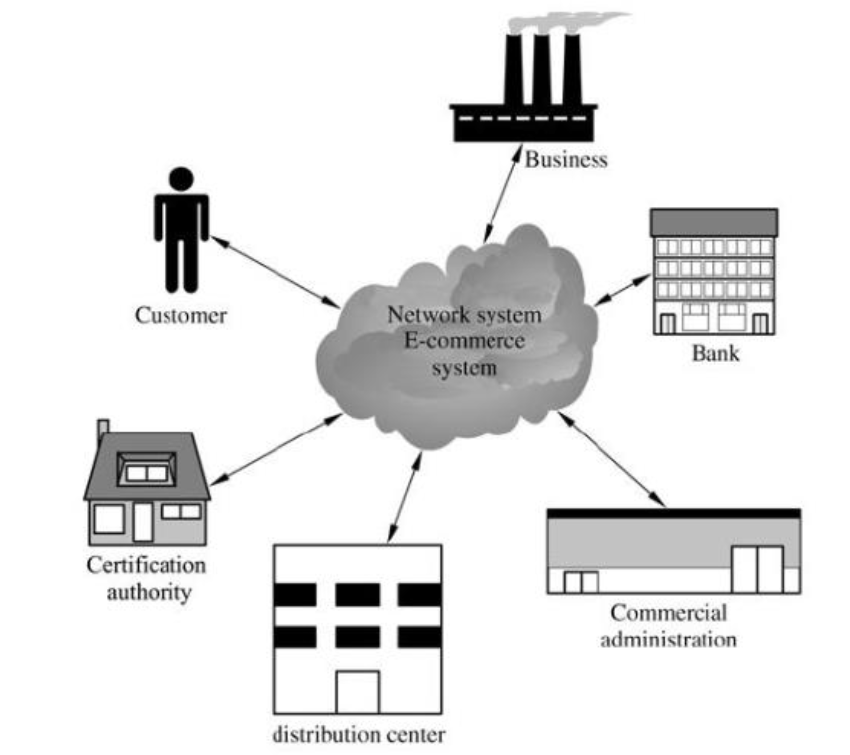 Business
Customer
Network system
E-commerce
system
Bank
Certification
authority
Commercial
administration
distribution center